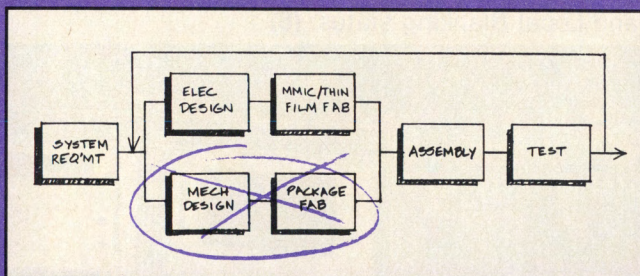 SYSTEM
REQ'MT
ELEC
DESIGN
MMIC/THIN
FILM FAB
MECH
DESIGN
PACKAGE
FAB
ASSEMBLY
TEST